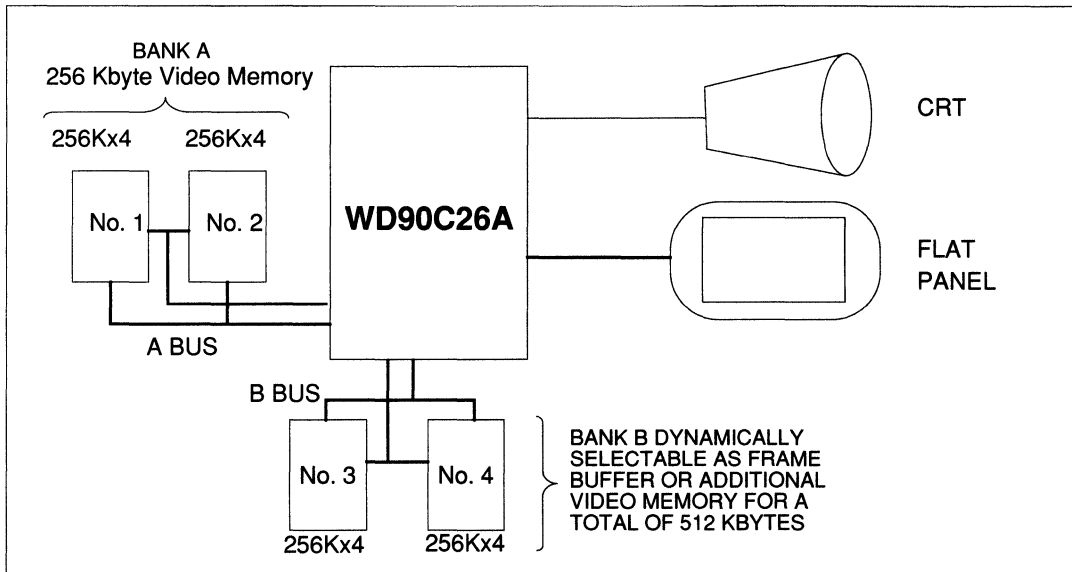 BANK A
256 Kbyte Video Memory
256Kx4 256Kx4
No. 1 No. 2
A BUS
WD90C26A
CRT
FLAT
PANEL
B BUS
No. 3 No. 4
256Kx4 256Kx4
BANK B DYNAMICALLY
SELECTABLE AS FRAME
BUFFER OR ADDITIONAL
VIDEO MEMORY FOR A
TOTAL OF 512 KBYTES